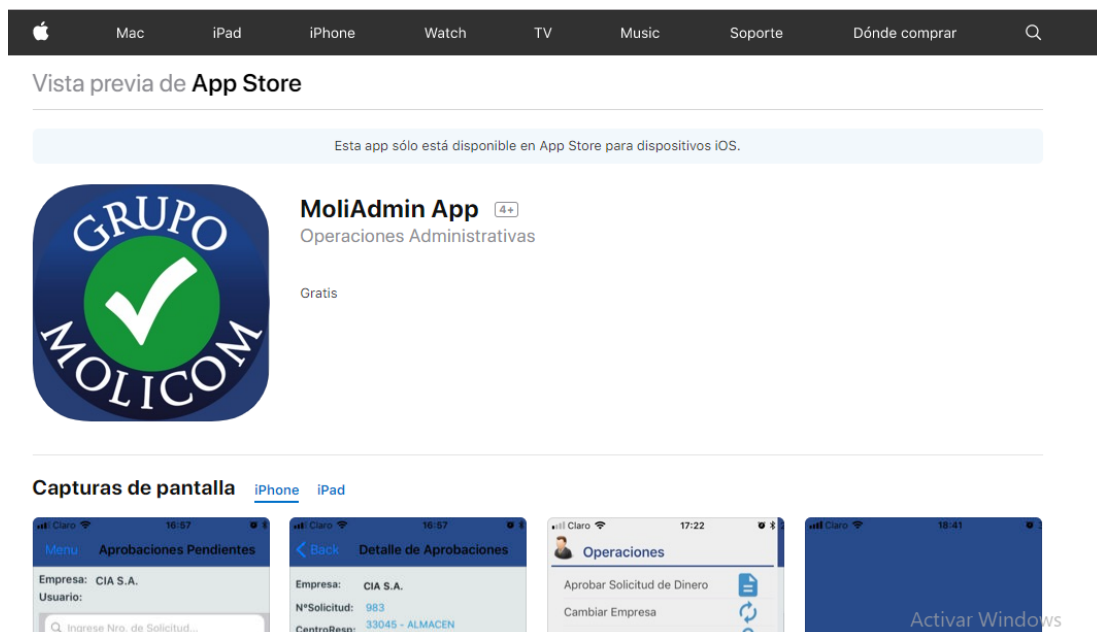 Mac iPad iPhone Watch TV Music Soporte Dónde comprar
Vista previa de App Store
Esta app sólo está disponible en App Store para dispositivos iOS.
GRUPO
MOLICOM
MoliAdmin App 4+
Operaciones Administrativas
Gratis
Capturas de pantalla iPhone iPad
Claro 16:57
Menu Aprobaciones Pendientes
Empresa: CIA S.A.
Usuario:
Ingrese Nro. de Solicitud...
Claro 16:57
Back Detalle de Aprobaciones
Empresa: CIA S.A.
NºSolicitud: 983
CentroResp: 33045 - ALMACEN
Claro 17:22
Operaciones
Aprobar Solicitud de Dinero
Cambiar Empresa
Claro 18:41
Activar Windows